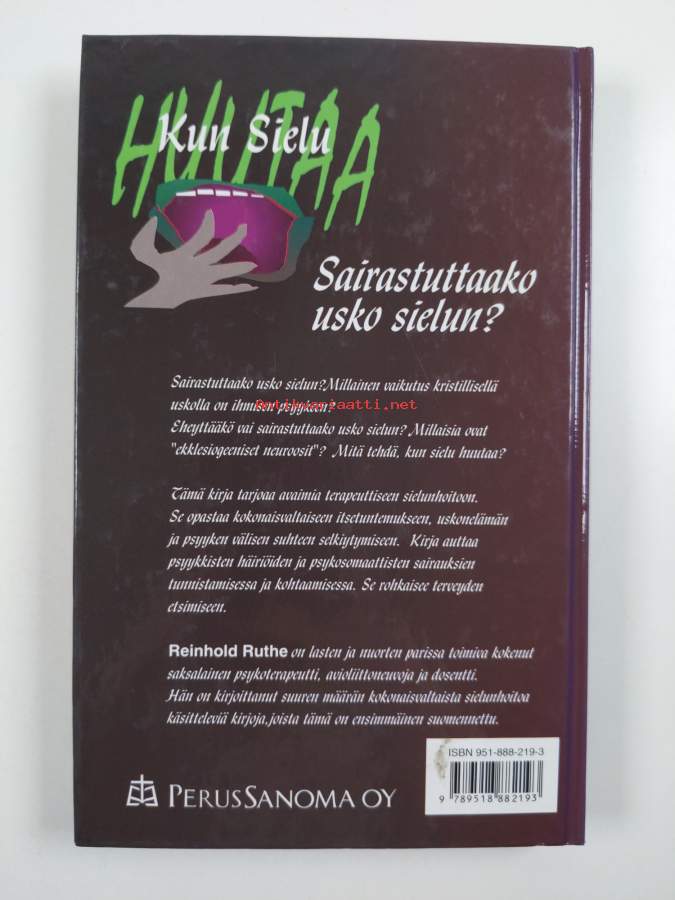 Kun Sielu
HUUTAA
Sairastuttaako
usko sielun?
Sairastuttaako usko sielun?Millainen vaikutus kristillisellä
uskolla on ihmisen psyykeen?
Antikvariaatti.net
Eheyttääkö vai sairastuttaako usko sielun? Millaisia ovat
"ekklesiogeeniset neuroosit"? Mitä tehdä, kun sielu huutaa?
Tämä kirja tarjoaa avaimia terapeuttiseen sielunhoitoon.
Se opastaa kokonaisvaltaiseen itsetuntemukseen, uskonelämän
ja psyyken välisen suhteen selkiytymiseen. Kirja auttaa
psyykkisten häiriöiden ja psykosomaattisten sairauksien
tunnistamisessa ja kohtaamisessa. Se rohkaisee terveyden
etsimiseen.
Reinhold Ruthe on lasten ja nuorten parissa toimiva kokenut
saksalainen psykoterapeutti, avioliittoneuvoja ja dosentti.
Hän on kirjoittanut suuren määrän kokonaisvaltaista sielunhoitoa
käsitteleviä kirjoja,joista tämä on ensimmäinen suomennettu.
ISBN 951-888-219-3
9 789518 882193
PERUSSANOMA OY